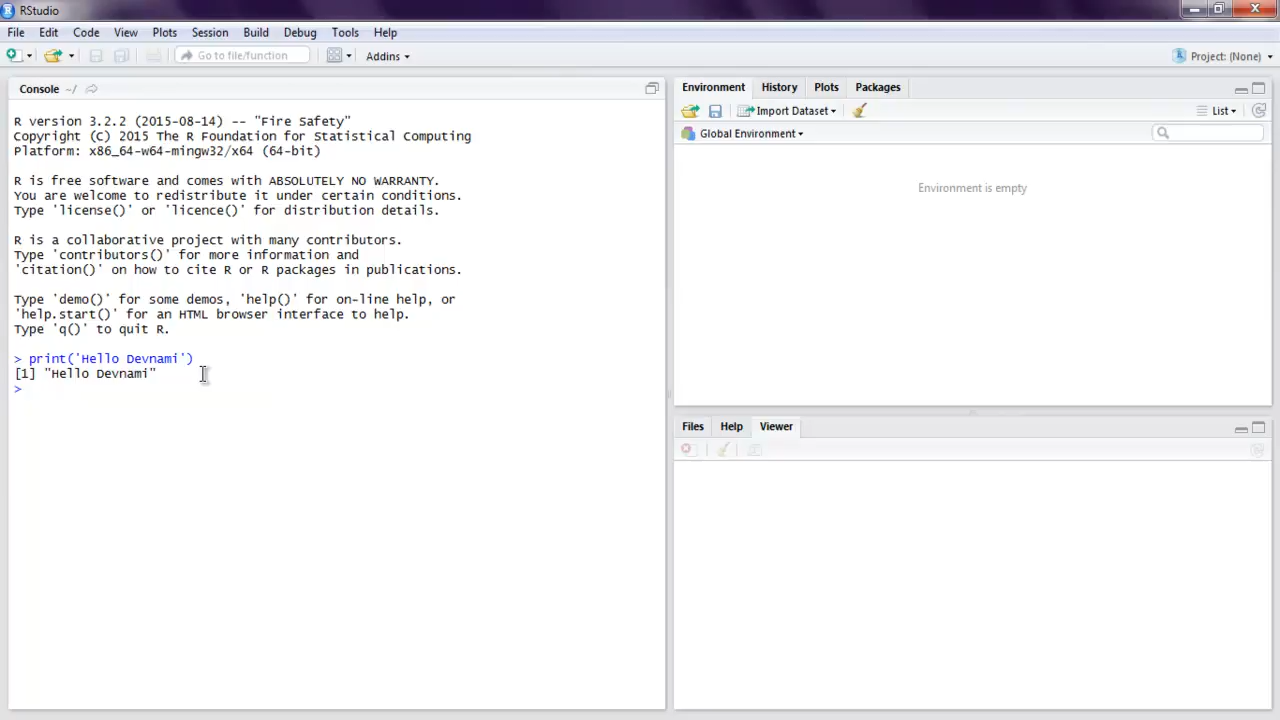 RStudio
File Edit Code View Plots Session Build Debug Tools Help
Go to file/function Addins Project: (None)
Console ~/
R version 3.2.2 (2015-08-14) -- "Fire Safety"
Copyright (C) 2015 The R Foundation for Statistical Computing
Platform: x86_64-w64-mingw32/x64 (64-bit)
R is free software and comes with ABSOLUTELY NO WARRANTY.
You are welcome to redistribute it under certain conditions.
Type 'license()' or 'licence()' for distribution details.
R is a collaborative project with many contributors.
Type 'contributors()' for more information and
'citation()' on how to cite R or R packages in publications.
Type 'demo()' for some demos, 'help()' for on-line help, or
'help.start()' for an HTML browser interface to help.
Type 'q()' to quit R.
> print('Hello Devnami')
[1] "Hello Devnami"
>
Environment History Plots Packages
Import Dataset List
Global Environment
Environment is empty
Files Help Viewer